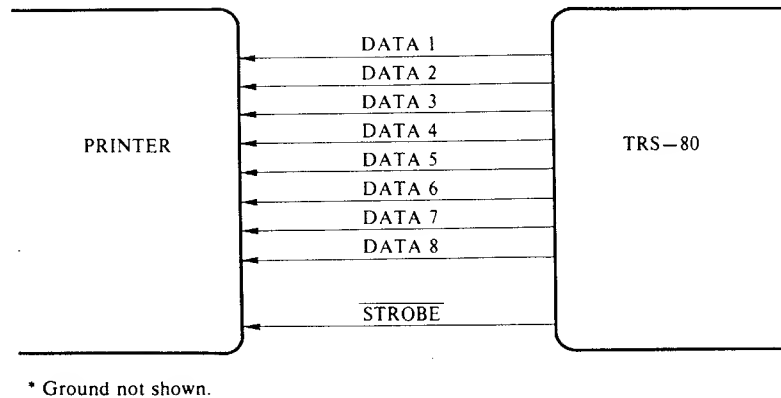 DATA 1
DATA 2
DATA 3
DATA 4
PRINTER
TRS-80
DATA 5
DATA 6
DATA 7
DATA 8
STROBE
* Ground not shown.